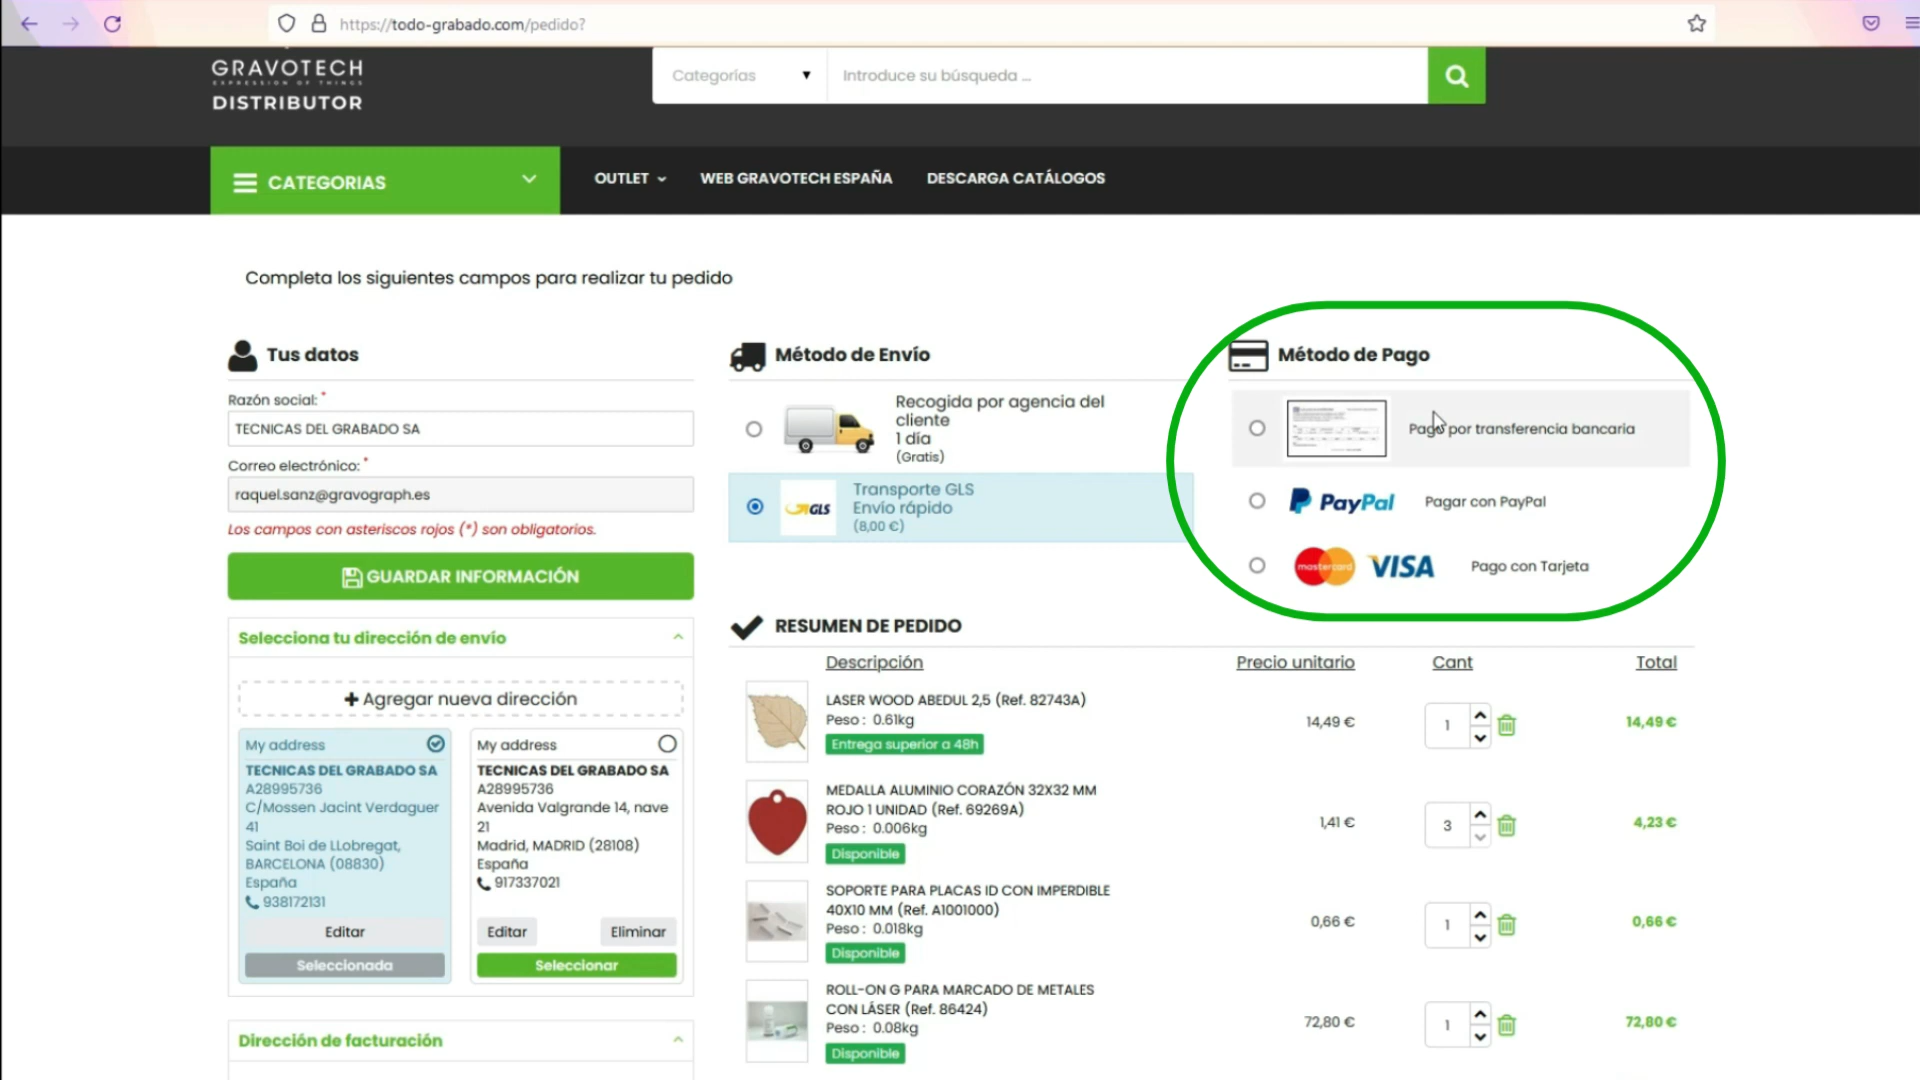 https://todo-grabado.com/pedido?
GRAVOTECH
EXPRESSION OF THINGS
DISTRIBUTOR
Categorías
Introduce su búsqueda ...
CATEGORIAS
OUTLET
WEB GRAVOTECH ESPAÑA
DESCARGA CATÁLOGOS
Completa los siguientes campos para realizar tu pedido
Tus datos
Razón social: *
TECNICAS DEL GRABADO SA
Correo electrónico: *
raquel.sanz@gravograph.es
Los campos con asteriscos rojos (*) son obligatorios.
GUARDAR INFORMACIÓN
Selecciona tu dirección de envío
Agregar nueva dirección
My address
TECNICAS DEL GRABADO SA
A28995736
C/Mossen Jacint Verdaguer
41
Saint Boi de LLobregat,
BARCELONA (08830)
España
938172131
Editar
Seleccionada
My address
TECNICAS DEL GRABADO SA
A28995736
Avenida Valgrande 14, nave
21
Madrid, MADRID (28108)
España
917337021
Editar
Eliminar
Seleccionar
Dirección de facturación
Método de Envío
Recogida por agencia del
cliente
1 día
(Gratis)
GLS
Transporte GLS
Envío rápido
(8,00 €)
Método de Pago
Pago por transferencia bancaria
PayPal
Pagar con PayPal
mastercard
VISA
Pago con Tarjeta
RESUMEN DE PEDIDO
Descripción
Precio unitario
Cant
Total
LASER WOOD ABEDUL 2,5 (Ref. 82743A)
Peso : 0.61kg
Entrega superior a 48h
14,49 €
1
14,49 €
MEDALLA ALUMINIO CORAZÓN 32X32 MM
ROJO 1 UNIDAD (Ref. 69269A)
Peso : 0.006kg
Disponible
1,41 €
3
4,23 €
SOPORTE PARA PLACAS ID CON IMPERDIBLE
40X10 MM (Ref. A1001000)
Peso : 0.018kg
Disponible
0,66 €
1
0,66 €
ROLL-ON G PARA MARCADO DE METALES
CON LÁSER (Ref. 86424)
Peso : 0.08kg
Disponible
72,80 €
1
72,80 €